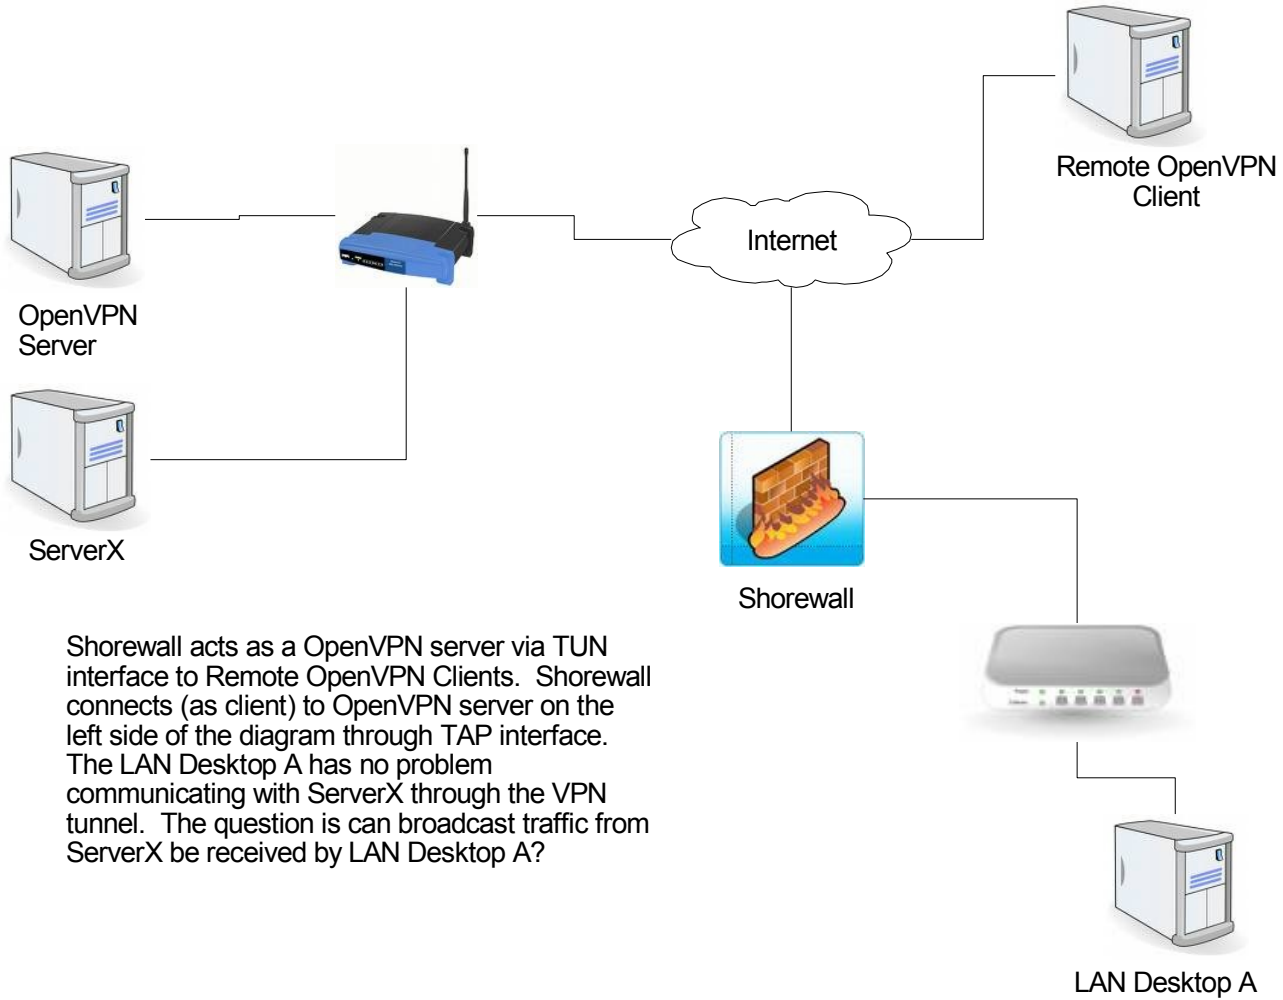 Remote OpenVPN
Client
Internet
OpenVPN
Server
ServerX
Shorewall
Shorewall acts as a OpenVPN server via TUN
interface to Remote OpenVPN Clients.  Shorewall
connects (as client) to OpenVPN server on the
left side of the diagram through TAP interface.
The LAN Desktop A has no problem
communicating with ServerX through the VPN
tunnel.  The question is can broadcast traffic from
ServerX be received by LAN Desktop A?
LAN Desktop A